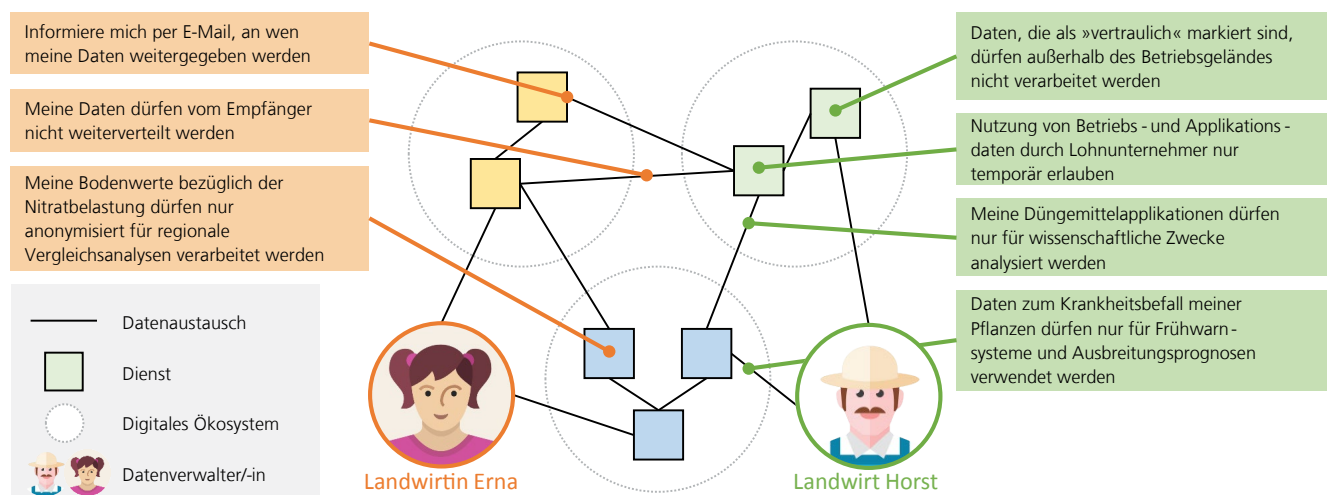 Informiere mich per E-Mail, an wen
meine Daten weitergegeben werden
Meine Daten dürfen vom Empfänger
nicht weiterverteilt werden
Meine Bodenwerte bezüglich der
Nitratbelastung dürfen nur
anonymisiert für regionale
Vergleichsanalysen verarbeitet werden
Daten, die als »vertraulich« markiert sind,
dürfen außerhalb des Betriebsgeländes
nicht verarbeitet werden
Nutzung von Betriebs - und Applikations -
daten durch Lohnunternehmer nur
temporär erlauben
Meine Düngemittelapplikationen dürfen
nur für wissenschaftliche Zwecke
analysiert werden
Daten zum Krankheitsbefall meiner
Pflanzen dürfen nur für Frühwarn -
systeme und Ausbreitungsprognosen
verwendet werden
Datenaustausch
Dienst
Digitales Ökosystem
Datenverwalter/-in
Landwirtin Erna
Landwirt Horst